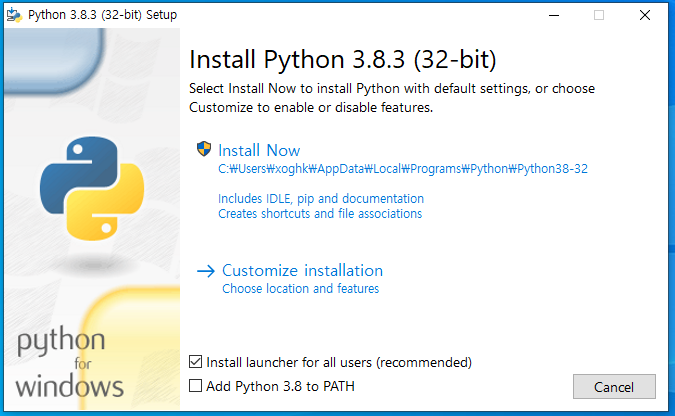 Python 3.8.3 (32-bit) Setup
Install Python 3.8.3 (32-bit)
Select Install Now to install Python with default settings, or choose
Customize to enable or disable features.
Install Now
C:₩Users₩xoghk₩AppData₩Local₩Programs₩Python₩Python38-32
Includes IDLE, pip and documentation
Creates shortcuts and file associations
Customize installation
Choose location and features
python
for
windows
Install launcher for all users (recommended)
Add Python 3.8 to PATH
Cancel